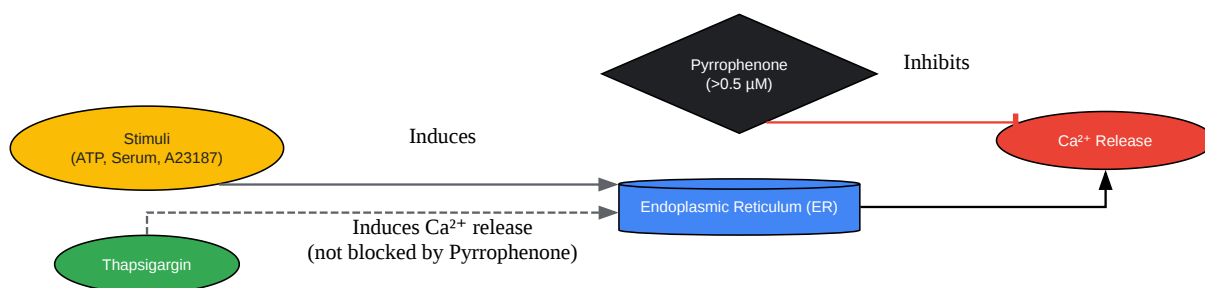 Pyrrophenone
(>0.5 µM)
Inhibits
Stimuli
(ATP, Serum, A23187)
Induces
Ca²⁺ Release
Endoplasmic Reticulum (ER)
Induces Ca²⁺ release
(not blocked by Pyrrophenone)
Thapsigargin